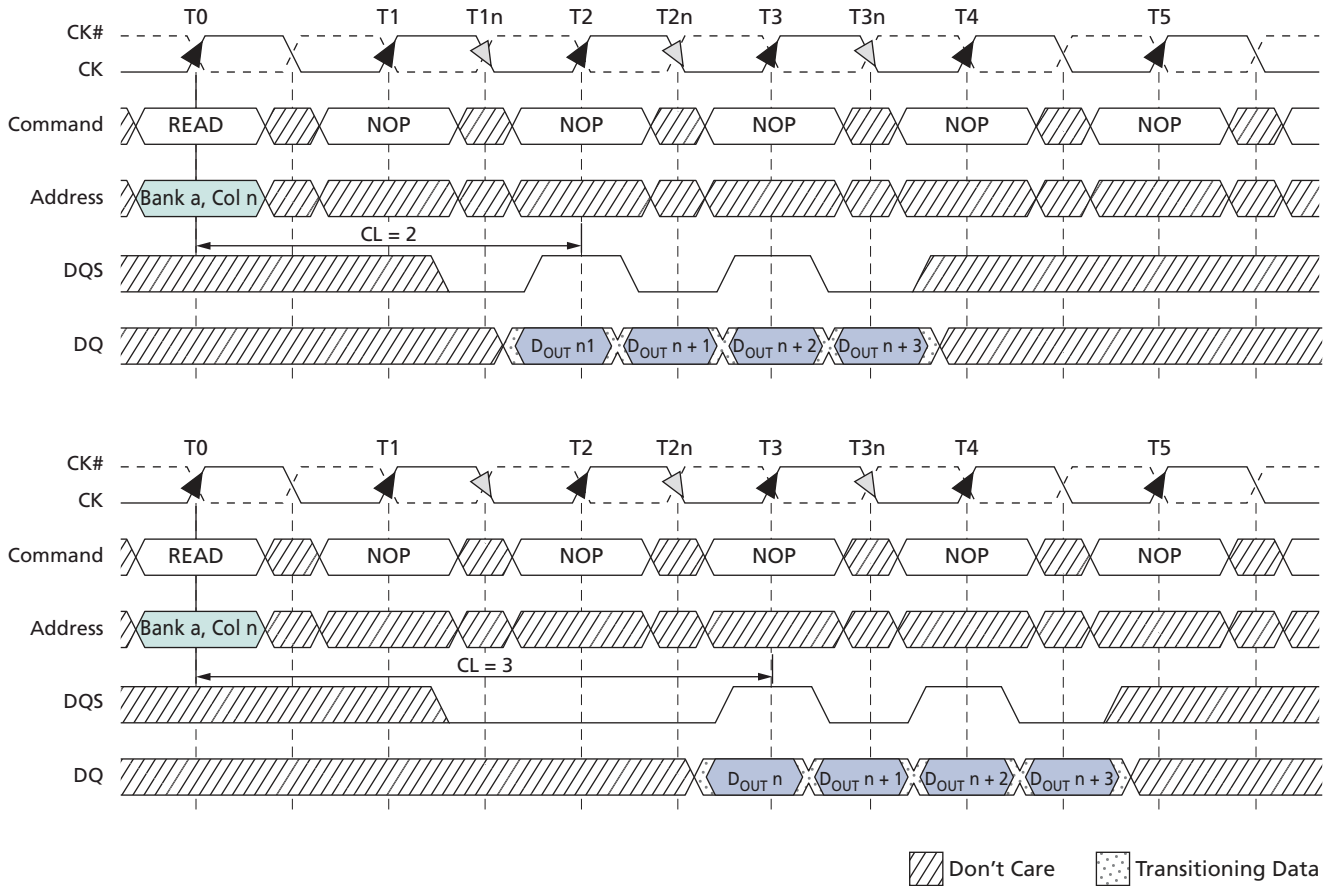 T0 T1 T1n T2 T2n T3 T3n T4 T5
CK#
CK
Command READ NOP NOP NOP NOP NOP
Address Bank a, Col n
CL = 2
DQS
DQ DOUT n1 DOUT n + 1 DOUT n + 2 DOUT n + 3
T0 T1 T2 T2n T3 T3n T4 T5
CK#
CK
Command READ NOP NOP NOP NOP NOP
Address Bank a, Col n
CL = 3
DQS
DQ DOUT n DOUT n + 1 DOUT n + 2 DOUT n + 3
Don't Care Transitioning Data